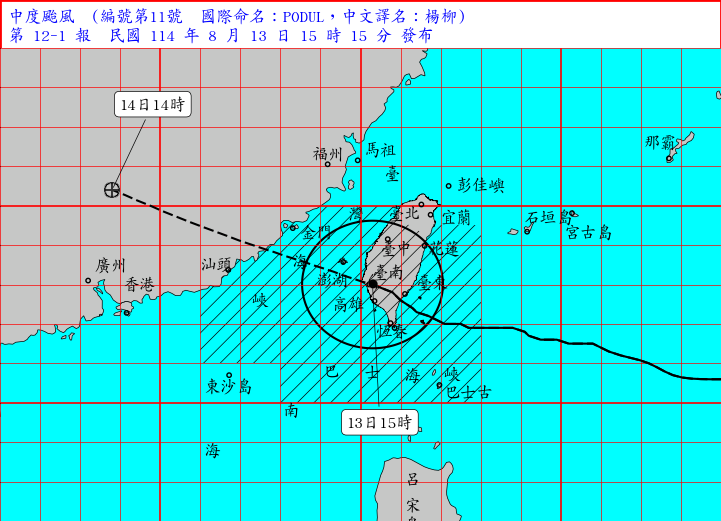 中度颱風 (編號第11號 國際命名：PODUL，中文譯名：楊柳)
第 12-1 報 民國 114 年 8 月 13 日 15 時 15 分 發布
14日14時
福州
馬祖
那霸
臺
彭佳嶼
灣
臺北
宜蘭
石垣島
宮古島
金門
臺中
花蓮
海
廣州
汕頭
澎湖
臺南
香港
高雄
臺東
峽
恆春
巴
士
海
峽
東沙島
巴士古
南
13日15時
海
呂
宋
島